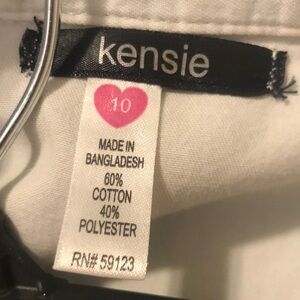 kensie
10
MADE IN
BANGLADESH
60%
COTTON
40%
POLYESTER
RN# 59123